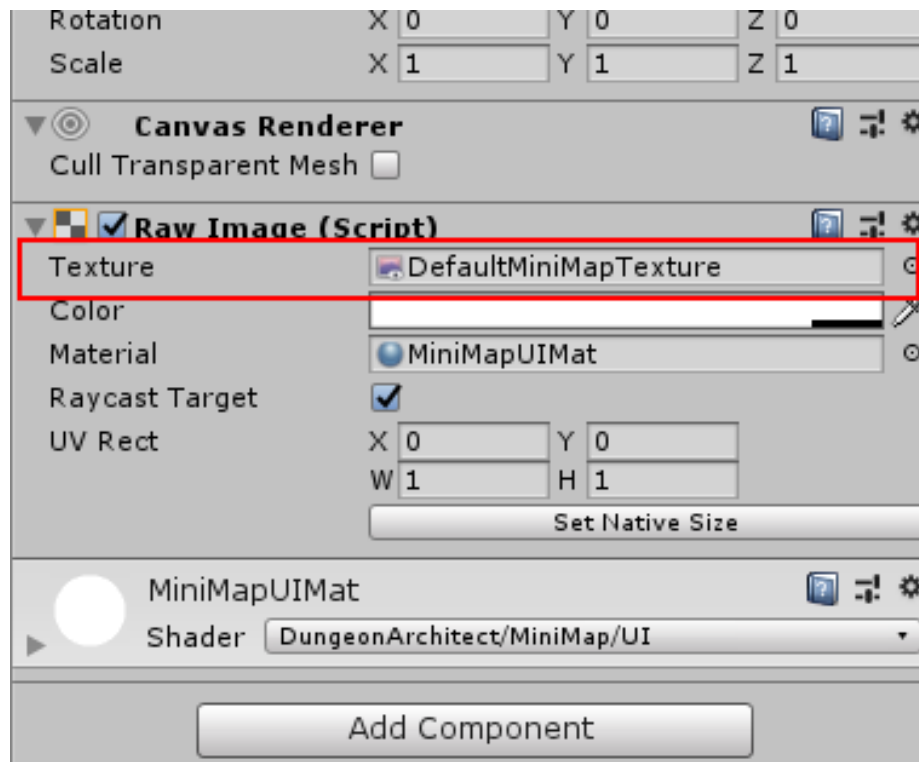 Rotation X 0 Y 0 Z 0
Scale X 1 Y 1 Z 1
Canvas Renderer
Cull Transparent Mesh
Raw Image (Script)
Texture DefaultMiniMapTexture
Color
Material MiniMapUIMat
Raycast Target
UV Rect X 0 Y 0
W 1 H 1
Set Native Size
MiniMapUIMat
Shader DungeonArchitect/MiniMap/UI
Add Component